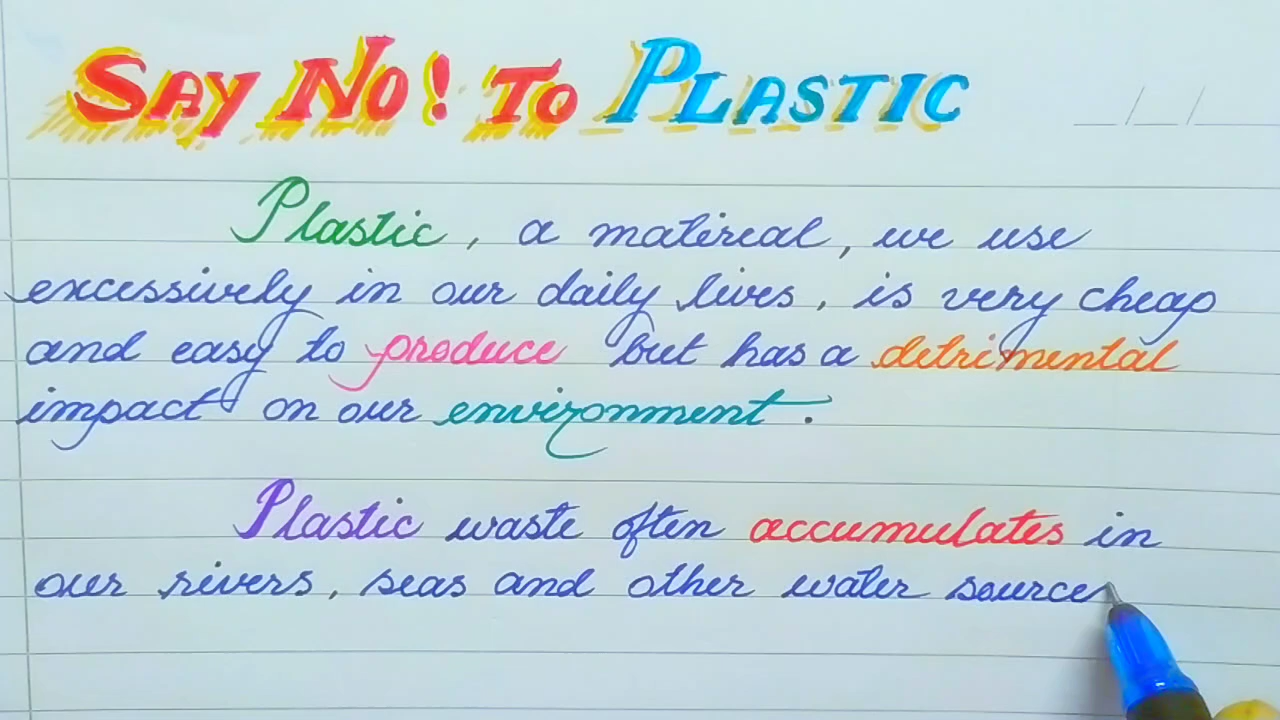 SAY NO! TO PLASTIC
Plastic, a material, we use
excessively in our daily lives, is very cheap
and easy to produce but has a detrimental
impact on our environment.
Plastic waste often accumulates in
our rivers, seas and other water source